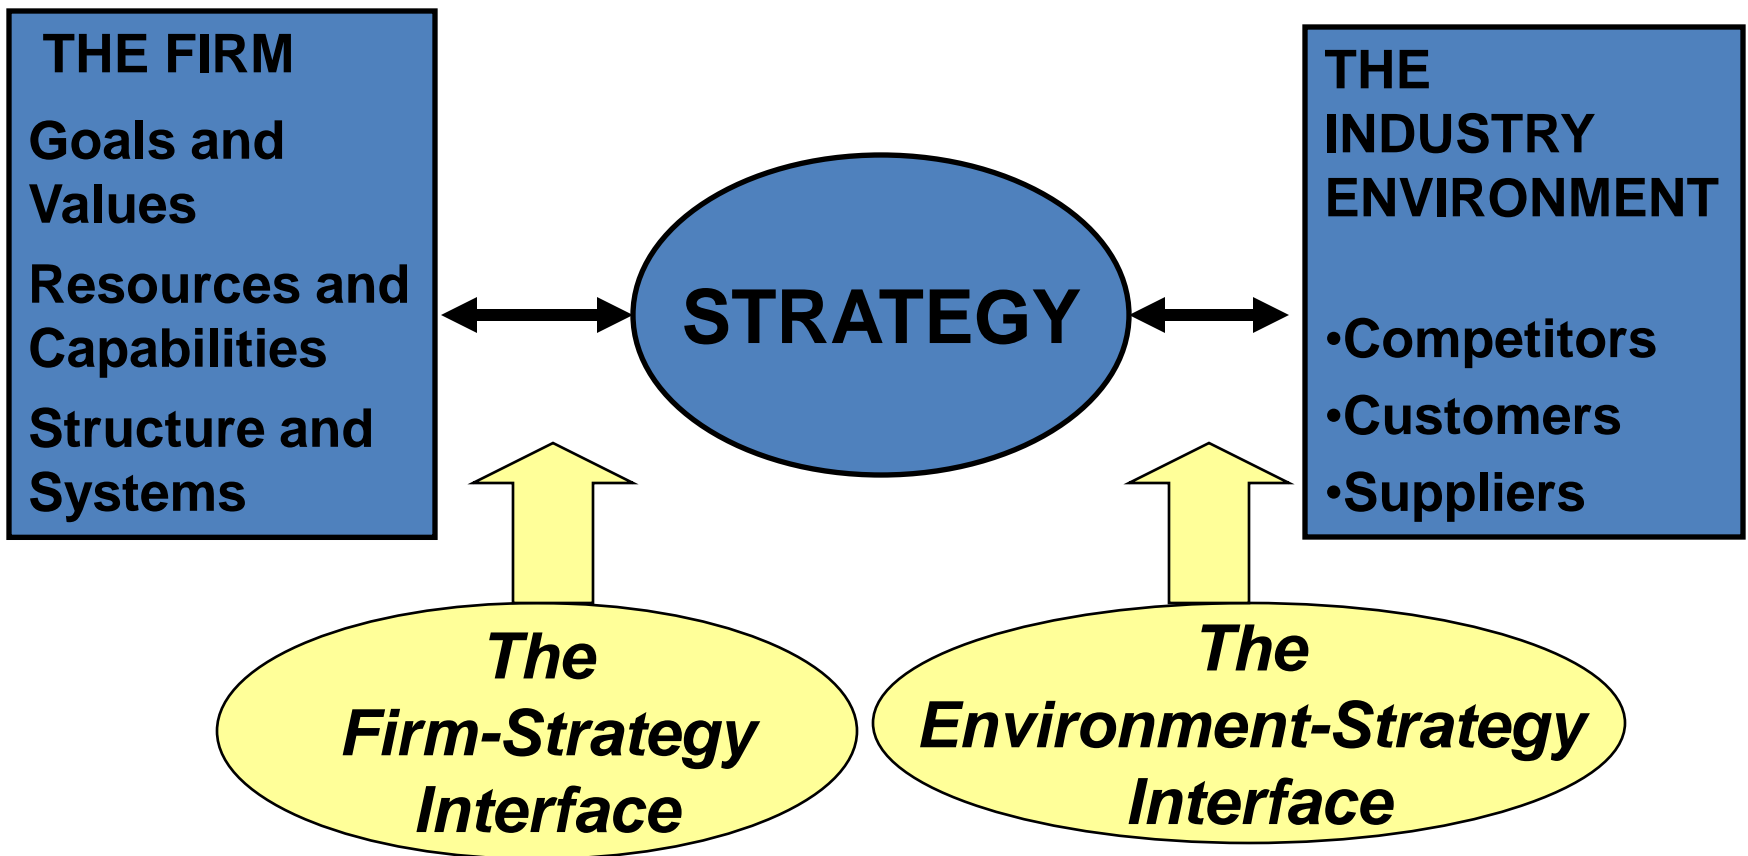 THE FIRM
Goals and
Values
Resources and
Capabilities
Structure and
Systems
STRATEGY
THE
INDUSTRY
ENVIRONMENT
•Competitors
•Customers
•Suppliers
The
Firm-Strategy
Interface
The
Environment-Strategy
Interface